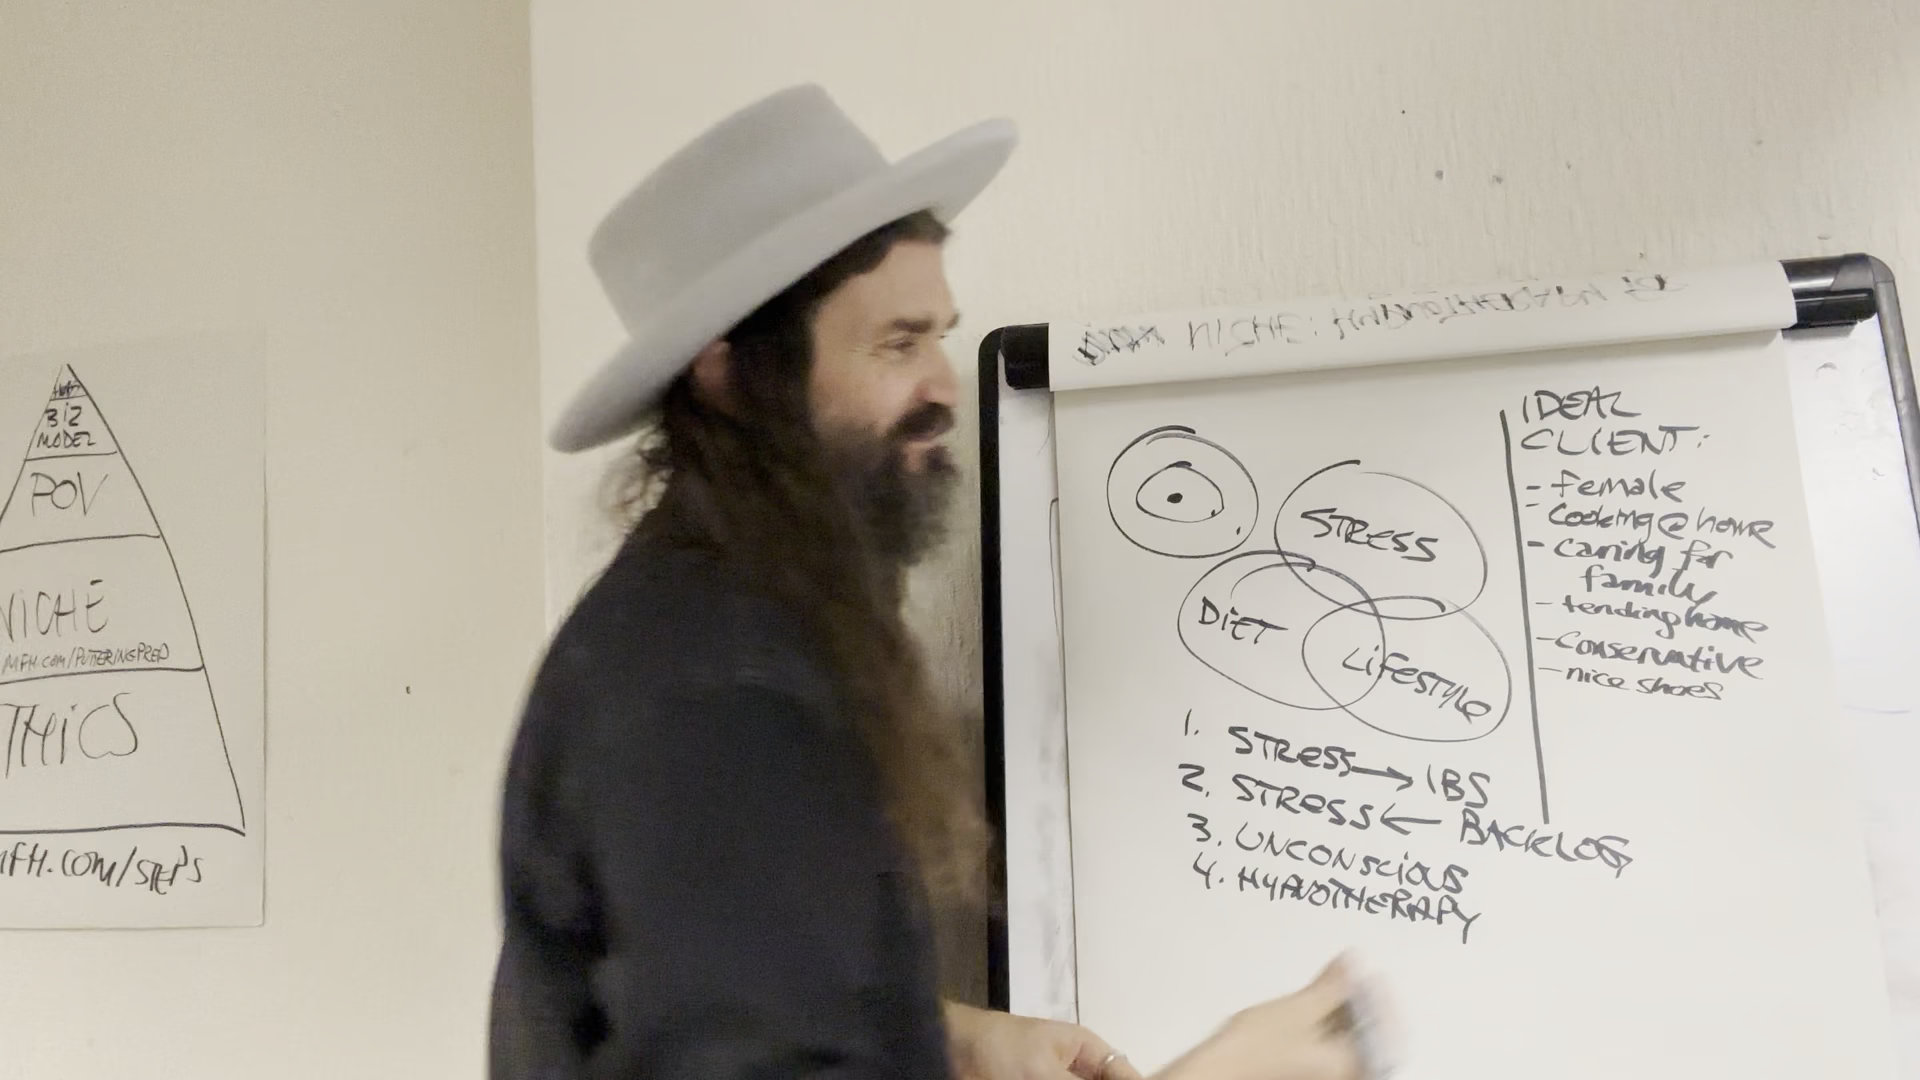 BIZ
MODEL
POV
NICHE
MFH.COM/PUTTERINGPRED
THICS
MFH.COM/STEPS
NICHE: HYPNOTHERAPY
STRESS
DIET
LIFESTYLE
1. STRESS → IBS
2. STRESS ← BACKLOG
3. UNCONSCIOUS
4. HYPNOTHERAPY
IDEAL
CLIENT:
- female
- cooking@home
- caring for
family
- tending home
- conservative
- nice shoes